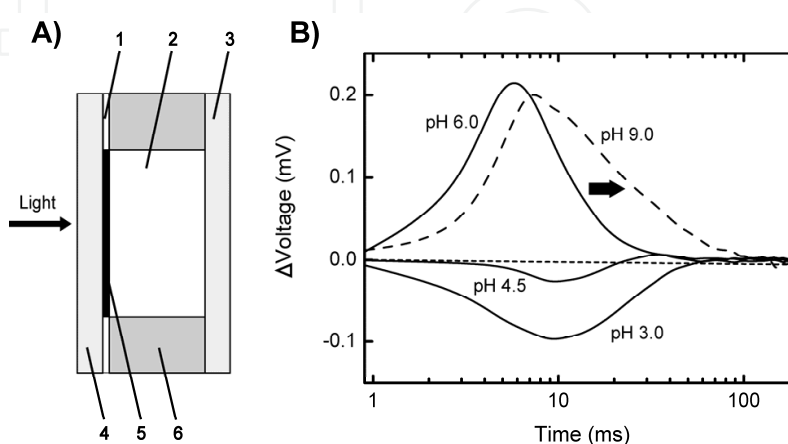 A)
1 2 3
Light
4 5 6
B)
ΔVoltage (mV)
0.2
0.1
0.0
-0.1
pH 6.0
pH 9.0
pH 4.5
pH 3.0
1 10 100
Time (ms)